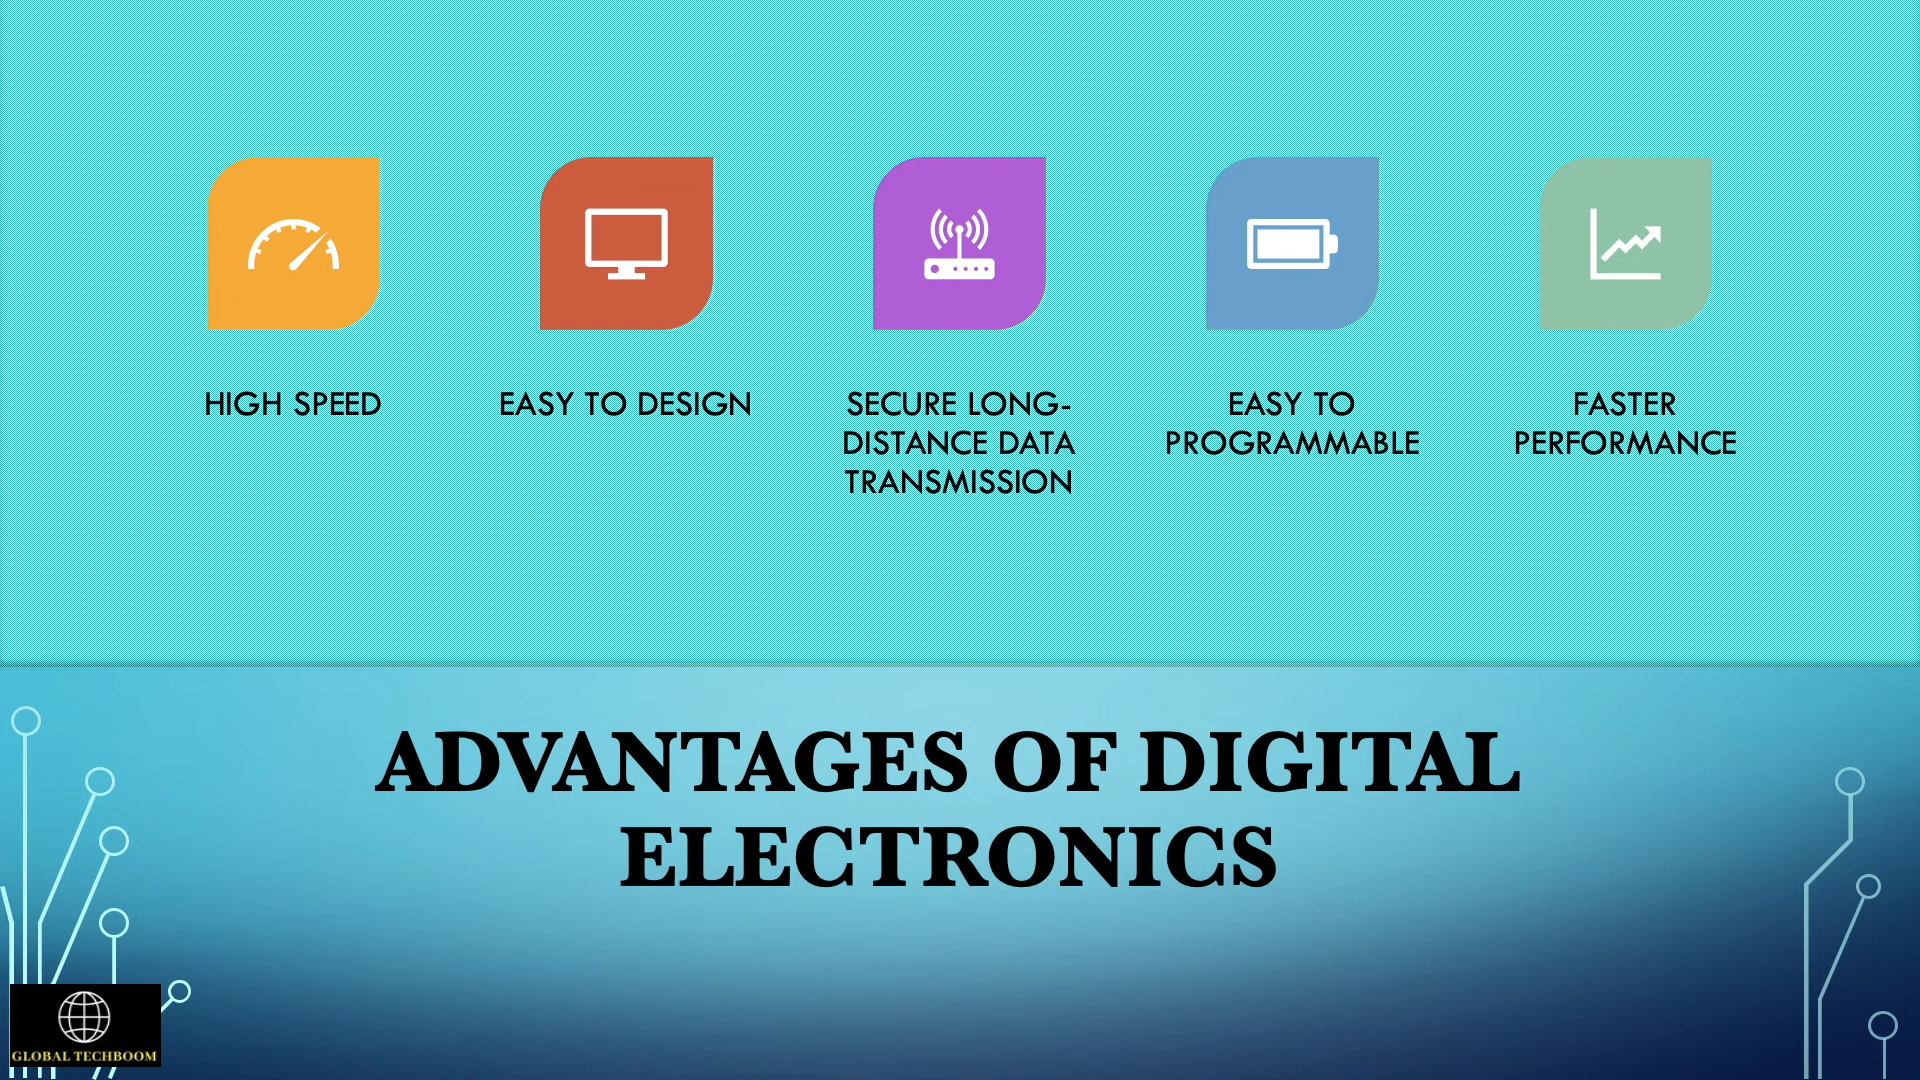 HIGH SPEED
EASY TO DESIGN
SECURE LONG-
DISTANCE DATA
TRANSMISSION
EASY TO
PROGRAMMABLE
FASTER
PERFORMANCE
ADVANTAGES OF DIGITAL
ELECTRONICS
GLOBAL TECHBOOM